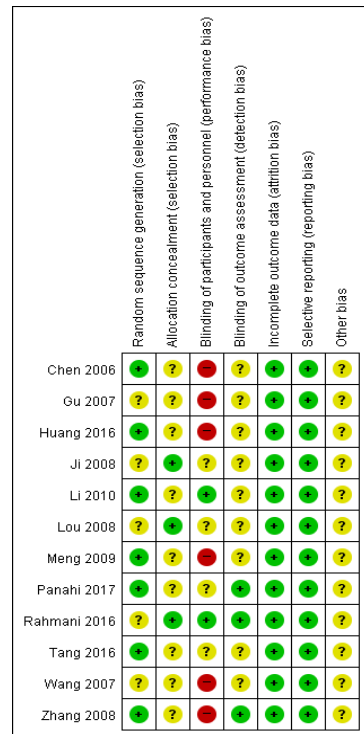 Random sequence generation (selection bias)
Allocation concealment (selection bias)
Blinding of participants and personnel (performance bias)
Blinding of outcome assessment (detection bias)
Incomplete outcome data (attrition bias)
Selective reporting (reporting bias)
Other bias
Chen 2006 + ? − ? + + ?
Gu 2007 ? ? − ? + + ?
Huang 2016 + ? − ? + + ?
Ji 2008 ? + ? ? + + ?
Li 2010 + ? + ? + + ?
Lou 2008 ? + ? ? + + ?
Meng 2009 + ? − ? + + ?
Panahi 2017 + ? ? + + + ?
Rahmani 2016 ? + + + + + ?
Tang 2016 + ? ? ? + + ?
Wang 2007 ? ? − ? + + ?
Zhang 2008 + ? − + + + ?